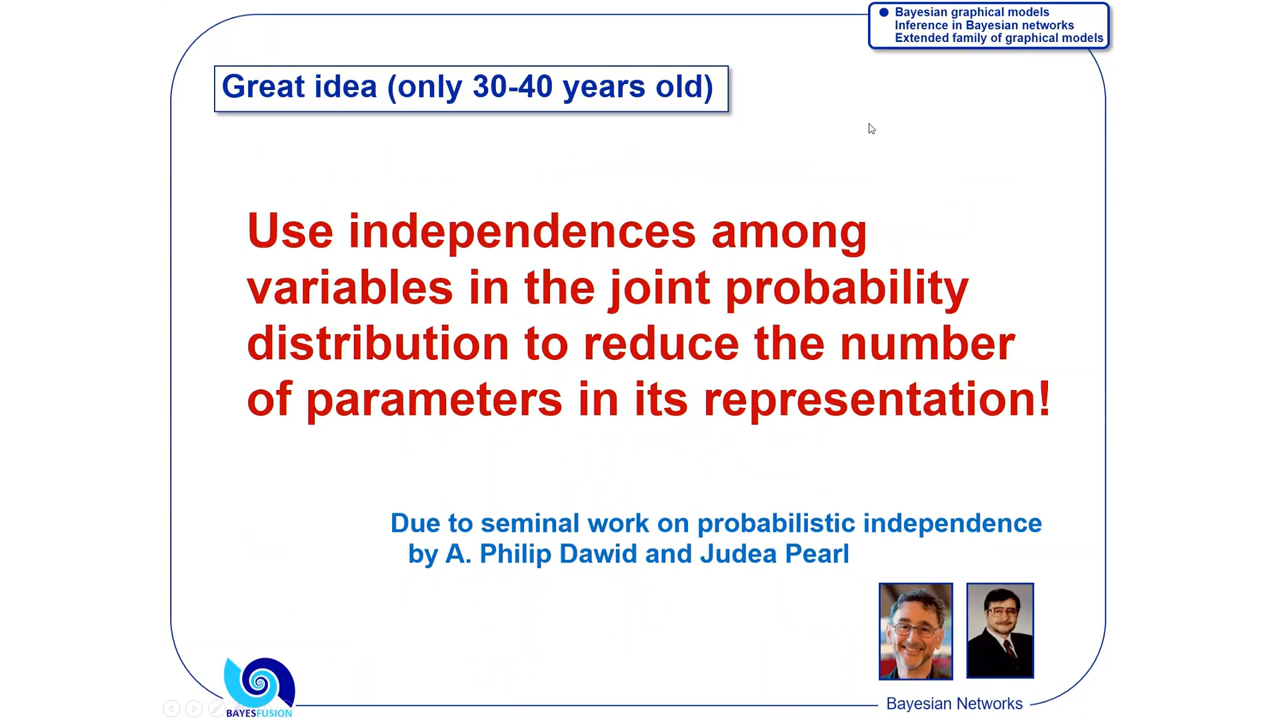 Bayesian graphical models
Inference in Bayesian networks
Extended family of graphical models
Great idea (only 30-40 years old)
Use independences among
variables in the joint probability
distribution to reduce the number
of parameters in its representation!
Due to seminal work on probabilistic independence
by A. Philip Dawid and Judea Pearl
BAYESFUSION
Bayesian Networks